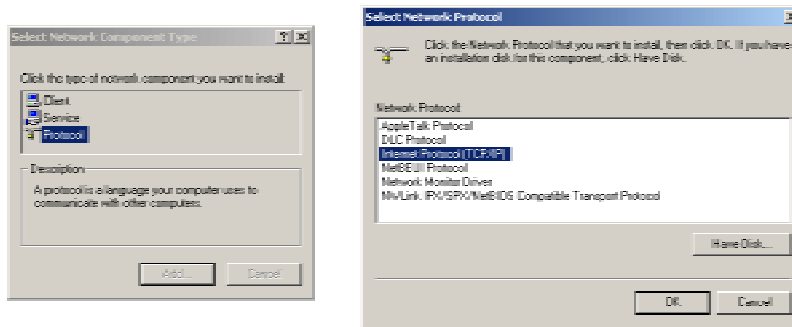 Select Network Component Type
Click the type of network component you want to install:
Client
Service
Protocol
Description
A protocol is a language your computer uses to
communicate with other computers.
Add...
Cancel
Select Network Protocol
Click the Network Protocol that you want to install, then click OK. If you have
an installation disk for this component, click Have Disk.
Network Protocol:
AppleTalk Protocol
DLC Protocol
Internet Protocol (TCP/IP)
NetBEUI Protocol
Network Monitor Driver
NWLink IPX/SPX/NetBIOS Compatible Transport Protocol
Have Disk...
OK
Cancel